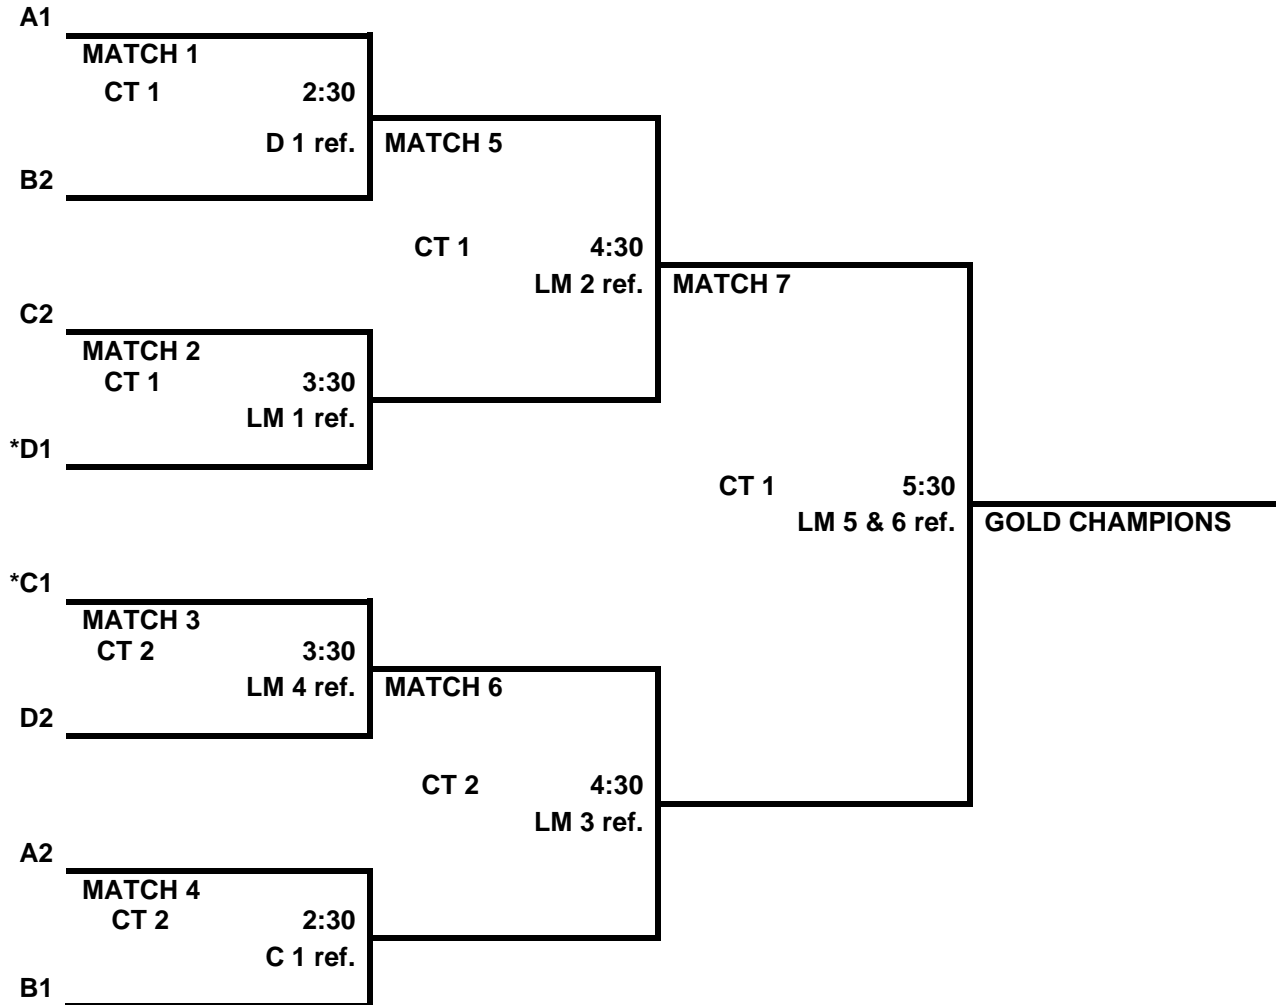 A1
MATCH 1
CT 1 2:30
D 1 ref. MATCH 5
B2
CT 1 4:30
LM 2 ref. MATCH 7
C2
MATCH 2
CT 1 3:30
LM 1 ref.
*D1
CT 1 5:30
LM 5 & 6 ref. GOLD CHAMPIONS
*C1
MATCH 3
CT 2 3:30
LM 4 ref. MATCH 6
D2
CT 2 4:30
LM 3 ref.
A2
MATCH 4
CT 2 2:30
C 1 ref.
B1